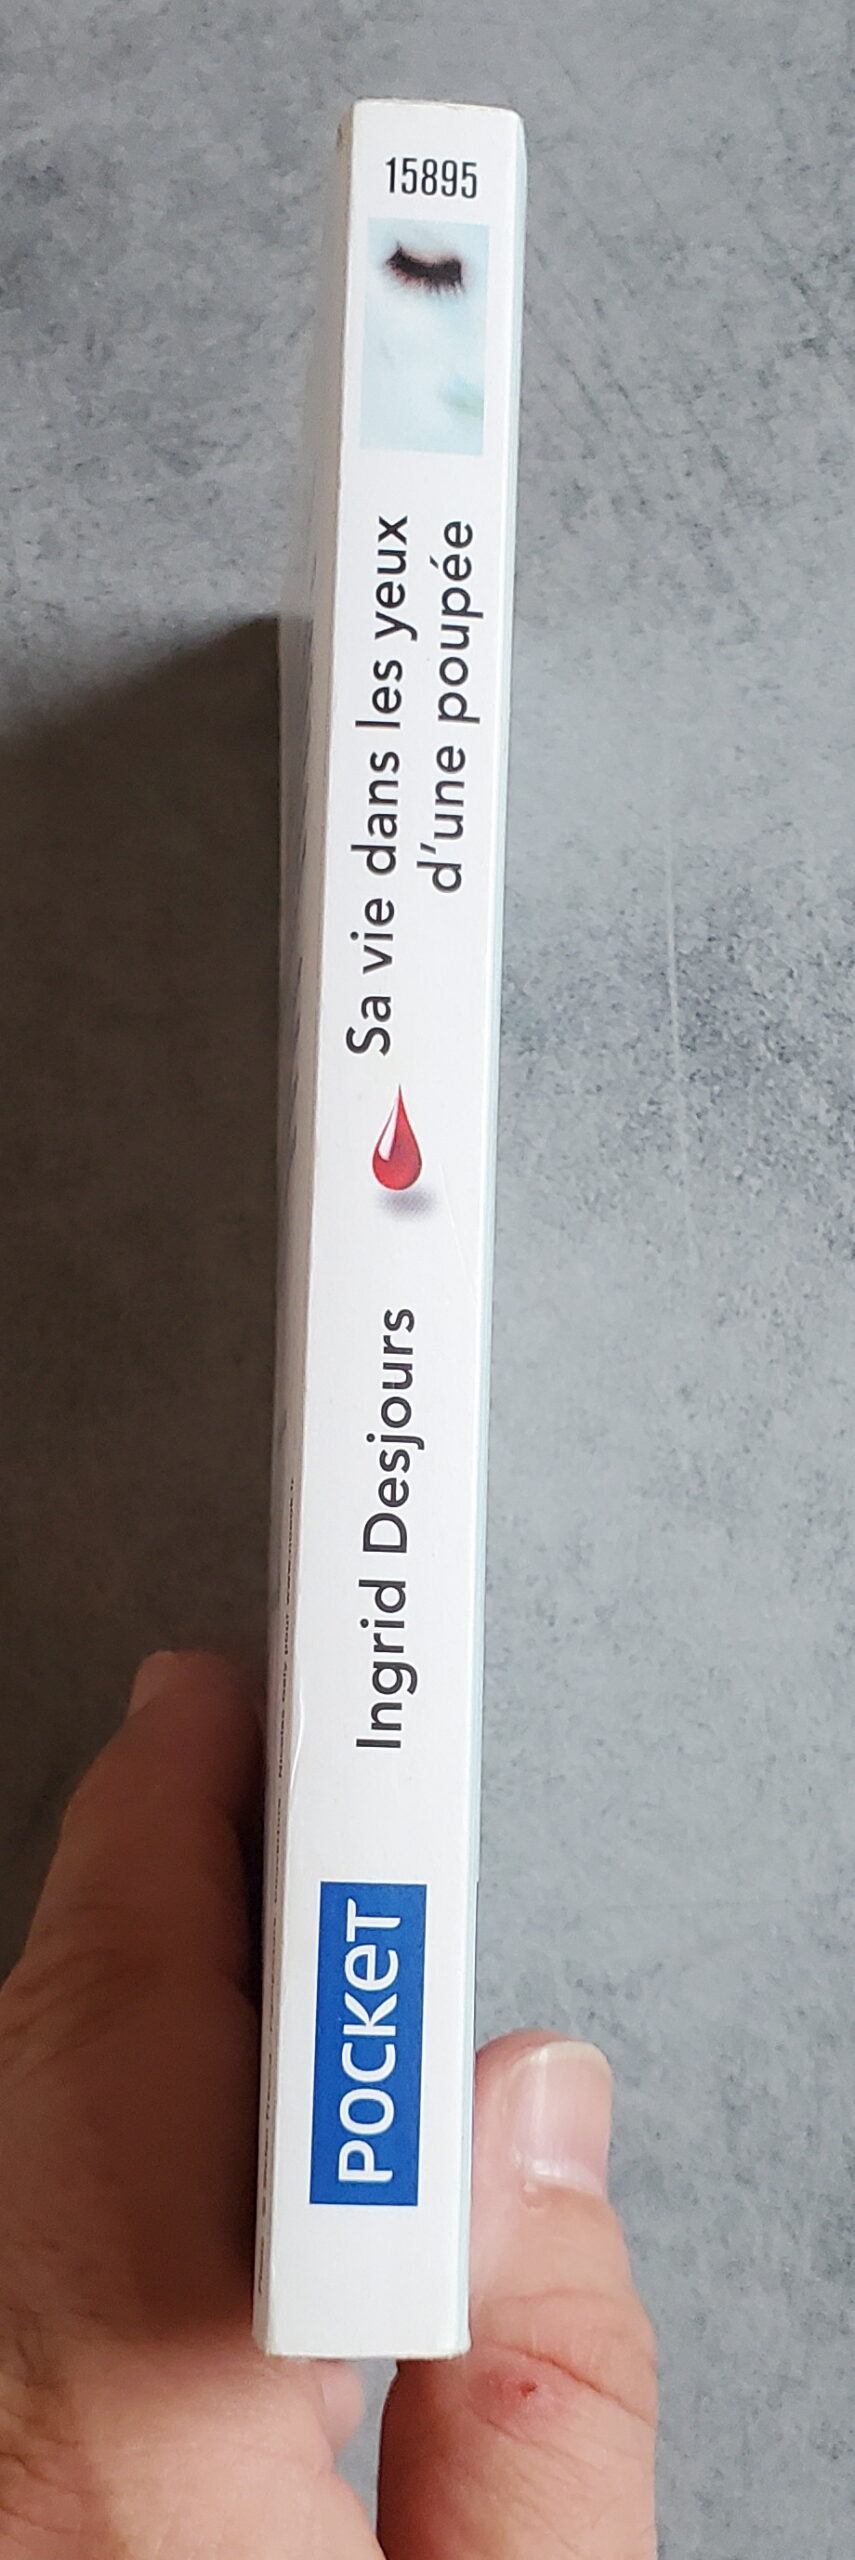 15895
Sa vie dans les yeux
d'une poupée
Ingrid Desjours
POCKET